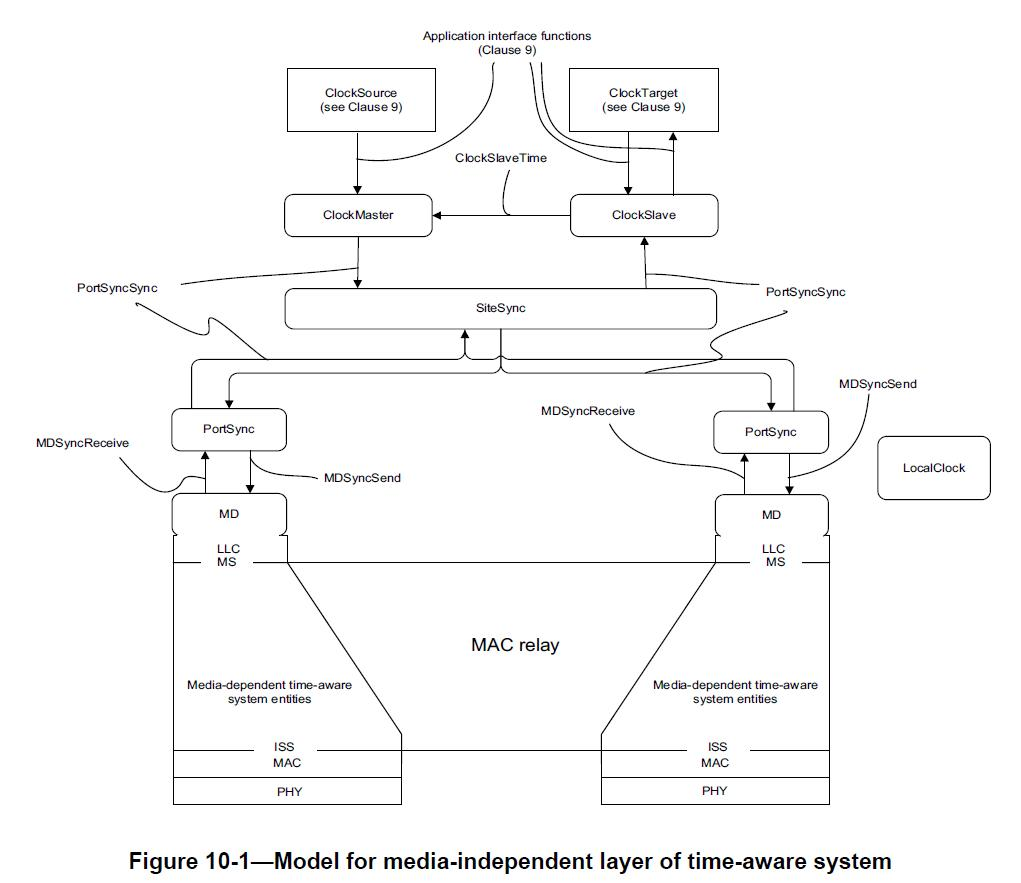 Application interface functions
(Clause 9)
ClockSource
(see Clause 9)
ClockTarget
(see Clause 9)
ClockSlaveTime
ClockMaster
ClockSlave
PortSyncSync
PortSyncSync
SiteSync
MDSyncSend
MDSyncReceive
PortSync
PortSync
MDSyncReceive
LocalClock
MDSyncSend
MD
MD
LLC
MS
LLC
MS
MAC relay
Media-dependent time-aware
system entities
Media-dependent time-aware
system entities
ISS
MAC
ISS
MAC
PHY
PHY
Figure 10-1—Model for media-independent layer of time-aware system